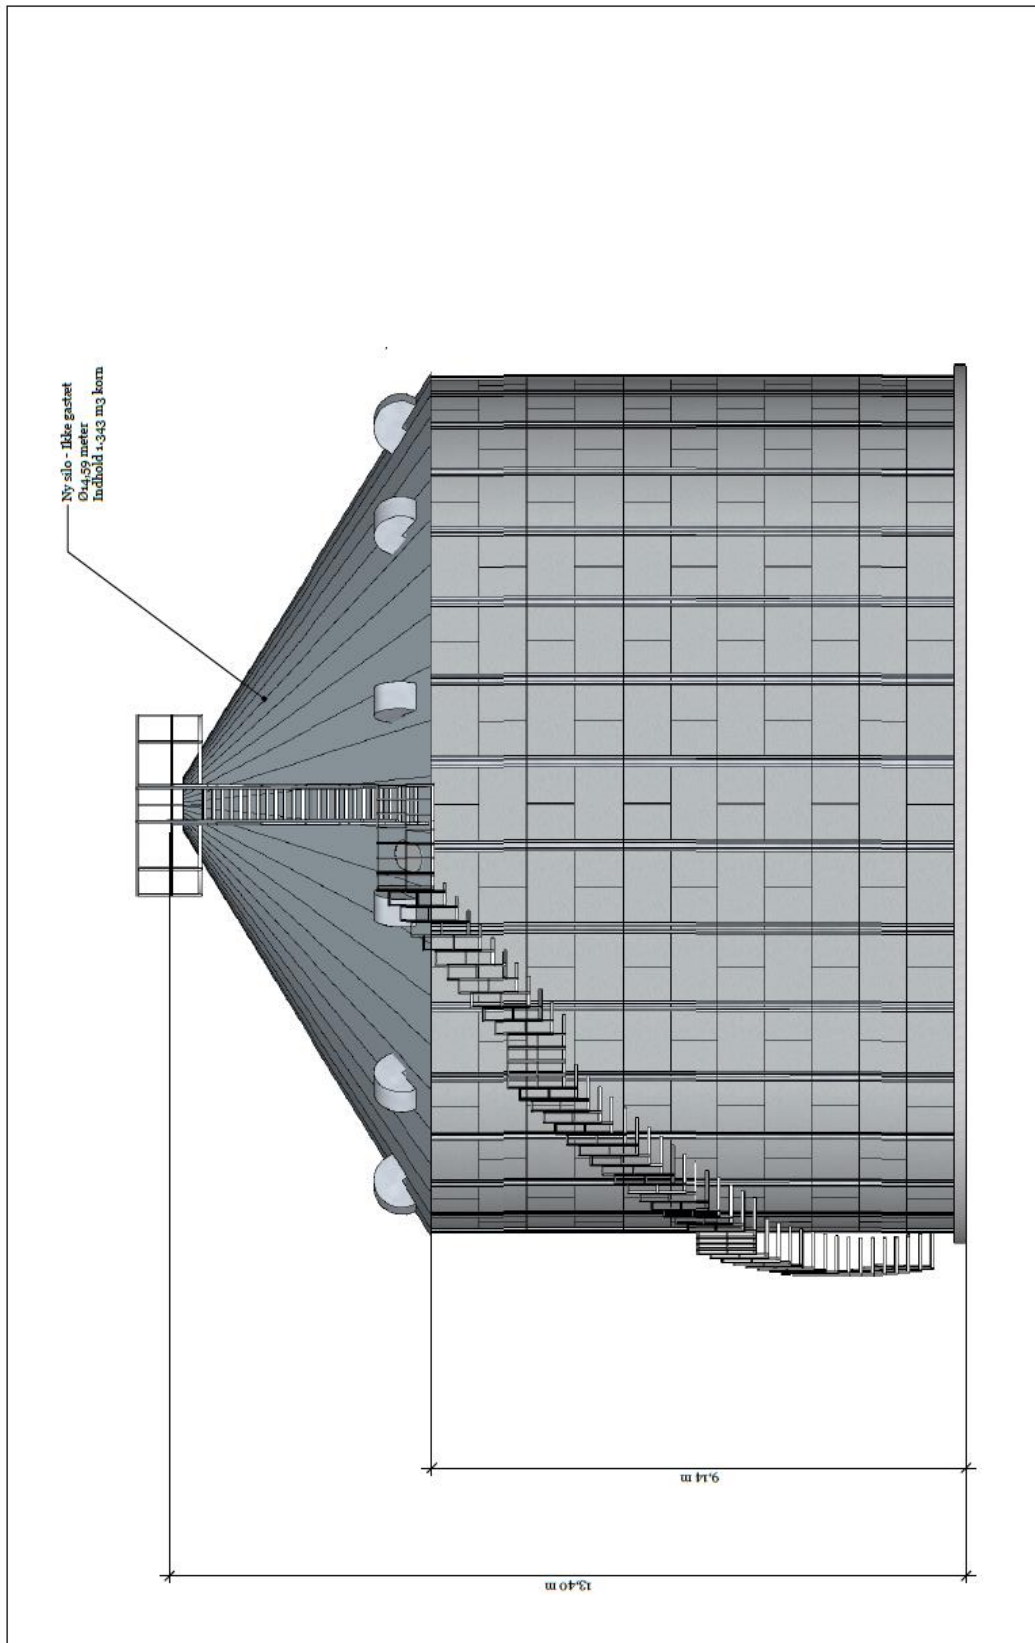 Ny silo - Ikke gastæt
Ø14,59 meter
Indhold 1.343 m3 korn
9,14 m
13,40 m